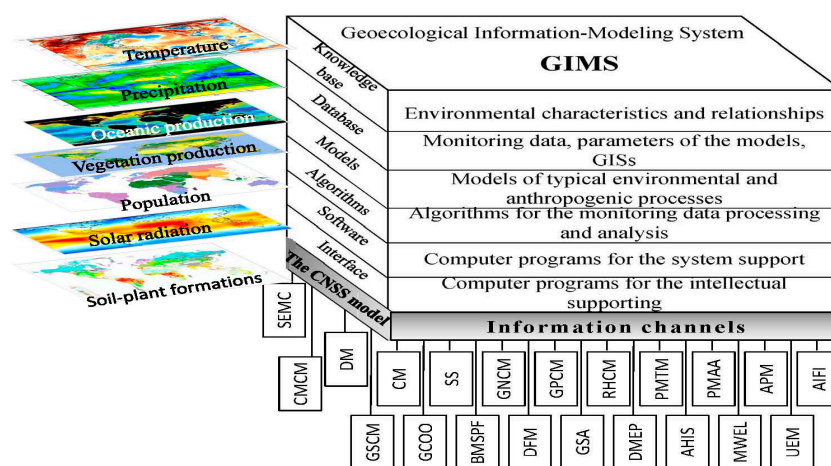 Geoecological Information-Modeling System
GIMS
Temperature
Precipitation
Oceanic production
Vegetation production
Population
Solar radiation
Soil-plant formations
Knowledge
base
Database
Models
Algorithms
Software
Interface
The CNSS model
Environmental characteristics and relationships
Monitoring data, parameters of the models,
GISs
Models of typical environmental and
anthropogenic processes
Algorithms for the monitoring data processing
and analysis
Computer programs for the system support
Computer programs for the intellectual
supporting
Information channels
SEMC
CMCM
DM
GSCM
CM
GCOO
SS
BMSPF
GNCM
DFM
GPCM
GSA
RHCM
DMEP
PMTM
AHIS
PMAA
MWEL
APM
UEM
AIFI